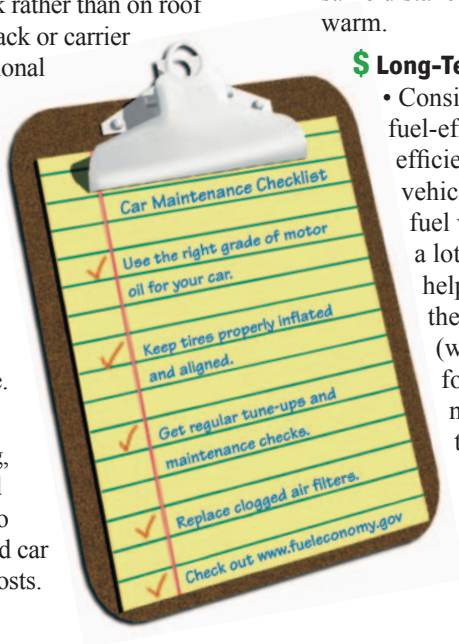 k rather than on roof
ack or carrier
ional
warm.
$ Long-Te
• Consi
fuel-effi
efficie
vehic
fuel
a lot
help
the
(w
fo
e.
g,
d car
osts.
Car Maintenance Checklist
Use the right grade of motor
oil for your car.
Keep tires properly inflated
and aligned.
Get regular tune-ups and
maintenance checks.
Replace clogged air filters.
Check out www.fueleconomy.gov